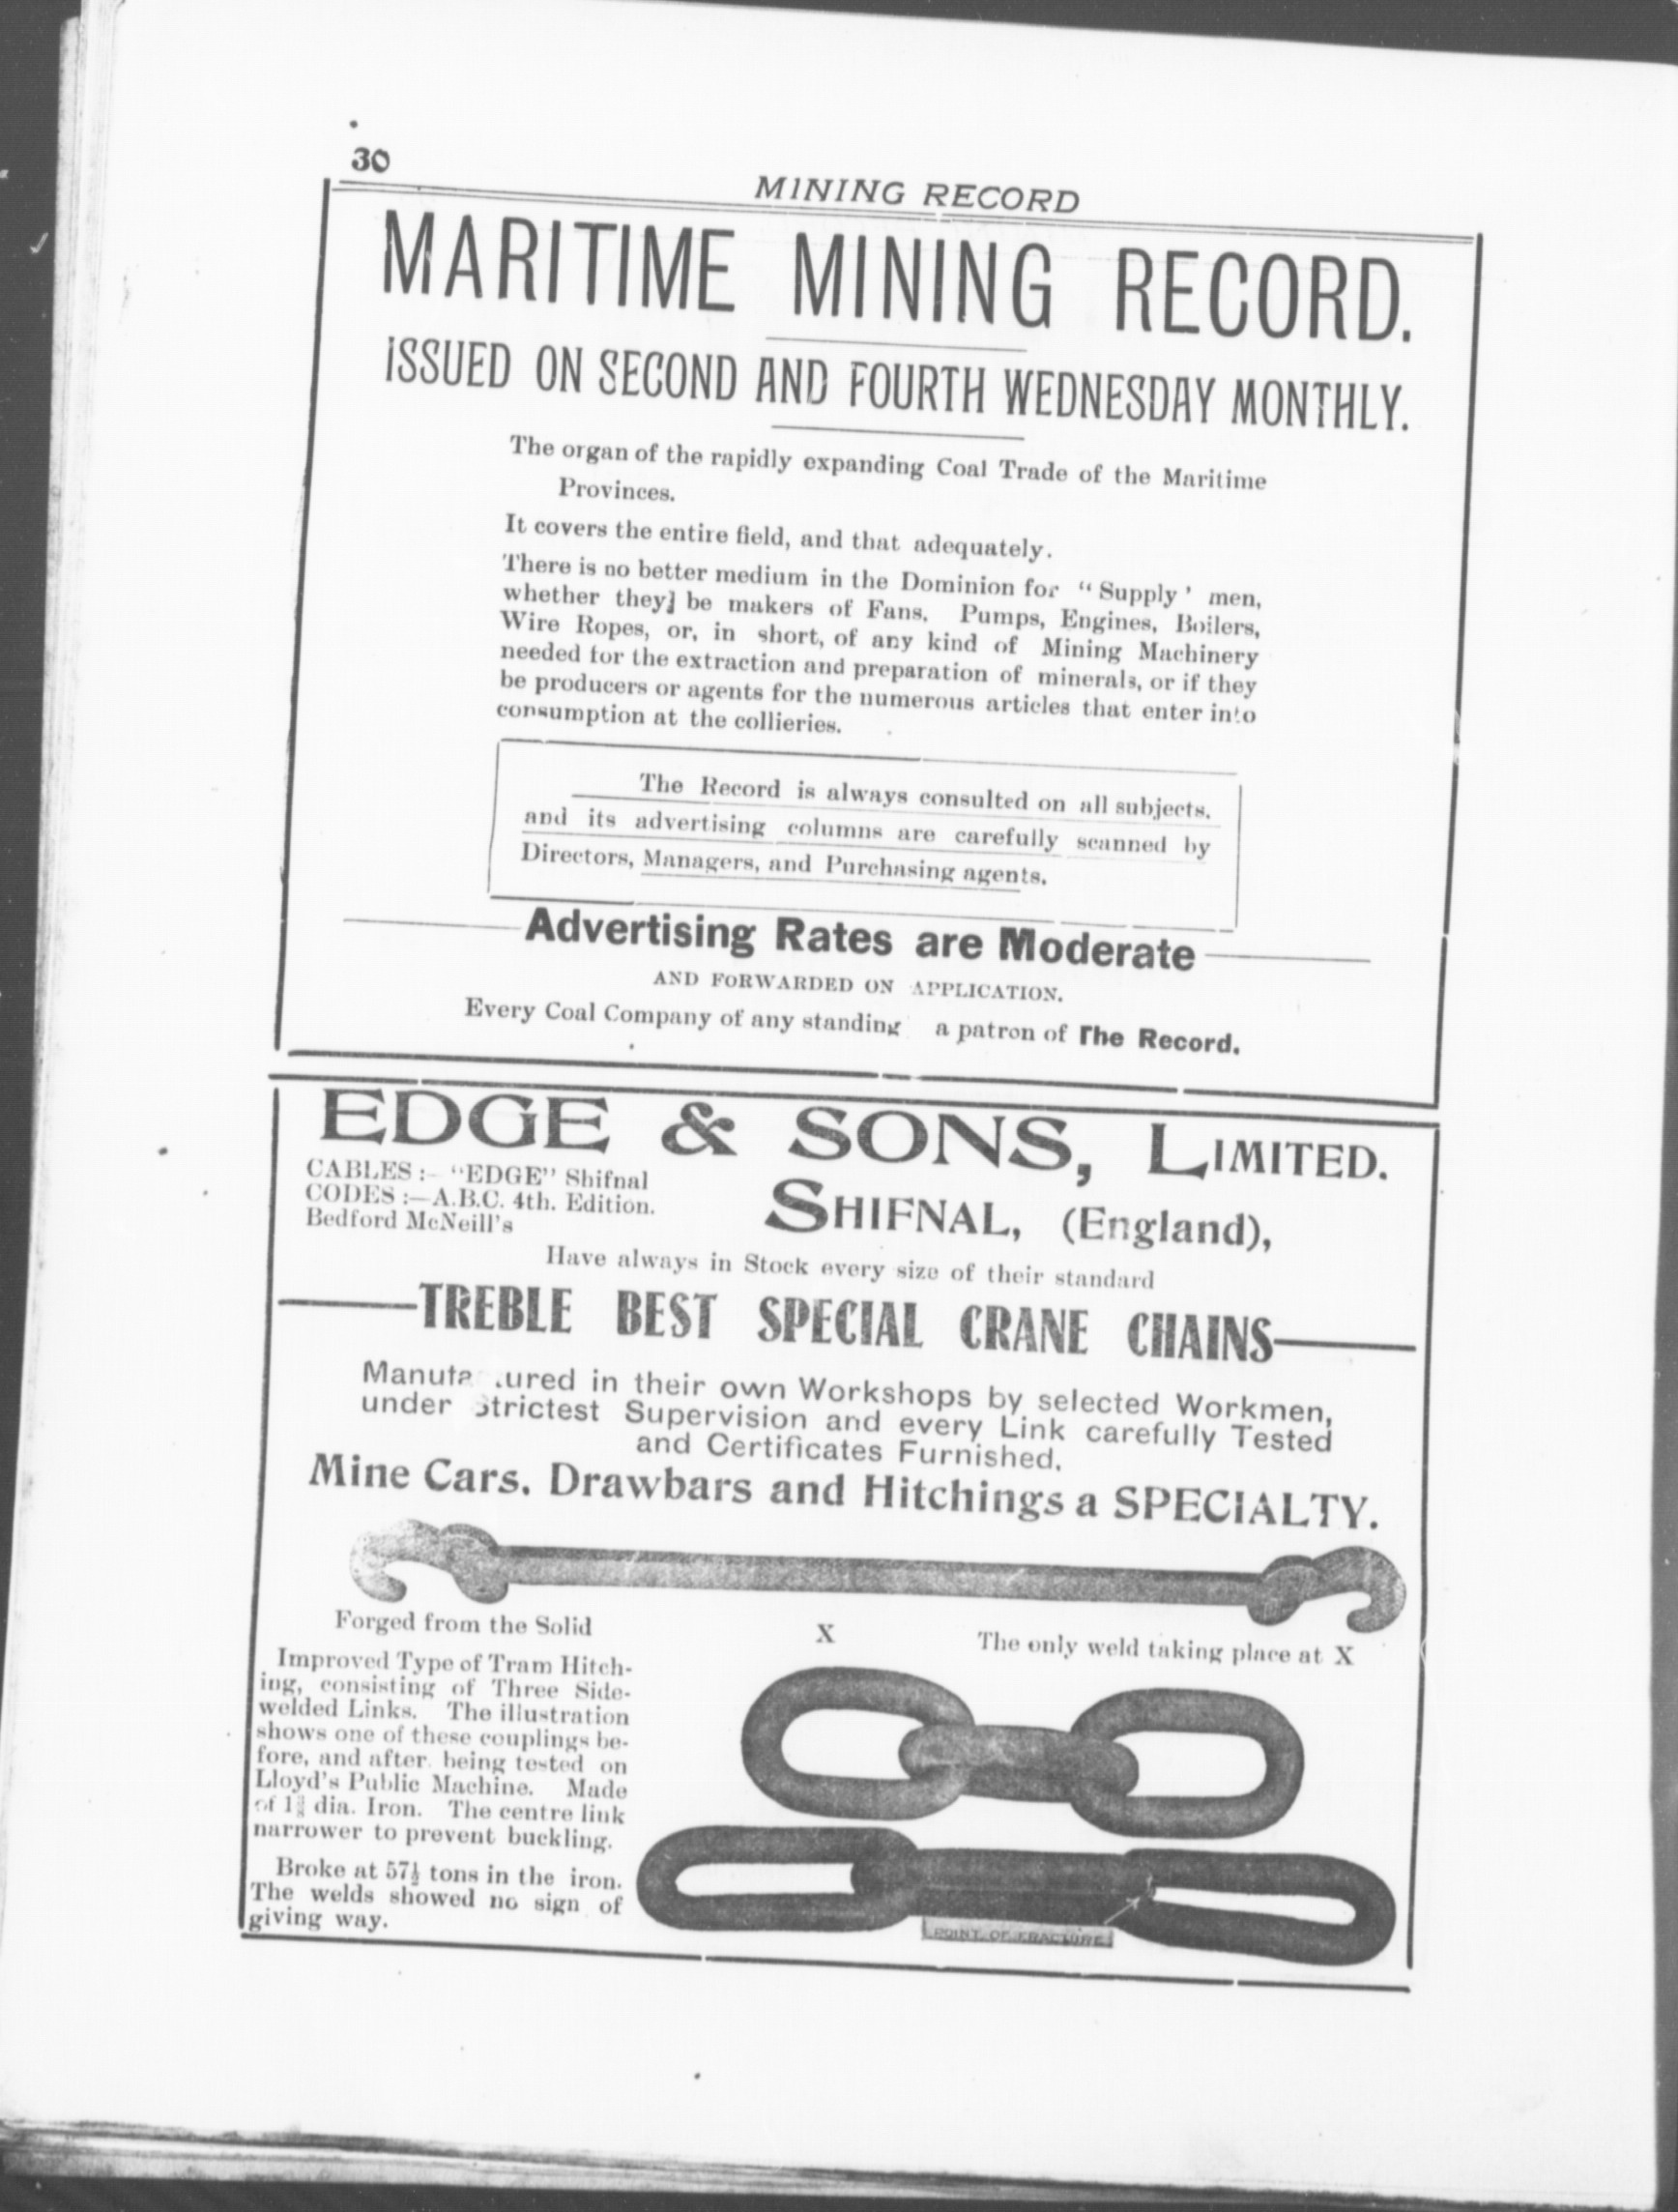 30
MINING RECORD
MARITIME MINING RECORD.
ISSUED ON SECOND AND FOURTH WEDNESDAY MONTHLY.
The organ of the rapidly expanding Coal Trade of the Maritime
Provinces.
It covers the entire field, and that adequately.
There is no better medium in the Dominion for "Supply' men,
whether they be makers of Fans, Pumps, Engines, Boilers,
Wire Ropes, or, in short, of any kind of Mining Machinery
needed for the extraction and preparation of minerals, or if they
be producers or agents for the numerous articles that enter into
consumption at the collieries.
The Record is always consulted on all subjects,
and its advertising columns are carefully scanned by
Directors, Managers, and Purchasing agents.
Advertising Rates are Moderate
AND FORWARDED ON APPLICATION.
Every Coal Company of any standing a patron of The Record.
EDGE & SONS, LIMITED.
CABLES :- "EDGE" Shifnal
CODES :—A.B.C. 4th. Edition.
Bedford McNeill's
SHIFNAL, (England),
Have always in Stock every size of their standard
TREBLE BEST SPECIAL CRANE CHAINS
Manufa ured in their own Workshops by selected Workmen,
under Strictest Supervision and every Link carefully Tested
and Certificates Furnished.
Mine Cars. Drawbars and Hitchings a SPECIALTY.
Forged from the Solid
X
The only weld taking place at X
Improved Type of Tram Hitch-
ing, consisting of Three Side-
welded Links. The illustration
shows one of these couplings be-
fore, and after being tested on
Lloyd's Public Machine. Made
of dia. Iron. The centre link
narrower to prevent buckling.
Broke at 57½ tons in the iron.
The welds showed no sign of
giving way.
POINT OF FRACTURE